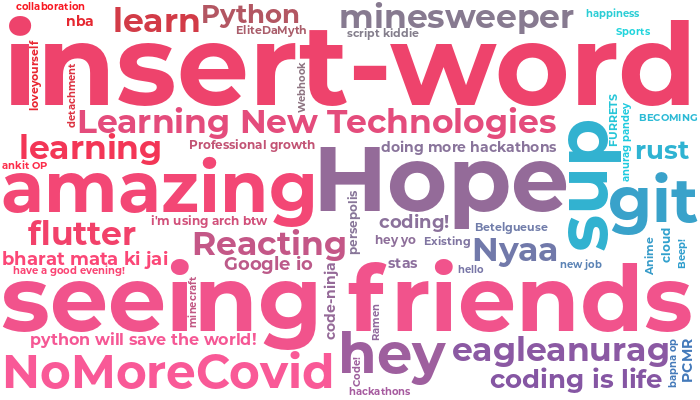 collaboration
nba
learn
Python
EliteDaMyth
minesweeper
script kiddie
happiness
Sports
insert-word
loveyourself
detachment
Webhook
Learning New Technologies
FURRETS
BECOMING
anurag pandey
learning
Professional growth
doing more hackathons
sup
rust
ankit OP
amazing
Hope
git
persepolis
i'm using arch btw
coding!
Betelgueuse
flutter
Reacting
hey yo
Existing
Nyaa
Anime
cloud
Beep!
bharat mata ki jai
Google io
stas
hello
new job
have a good evening!
seeing friends
minecraft
code-ninja
Ramen
python will save the world!
hey
eagleanurag
NoMoreCovid
Code!
coding is life
bapna op
PCMR
hackathons